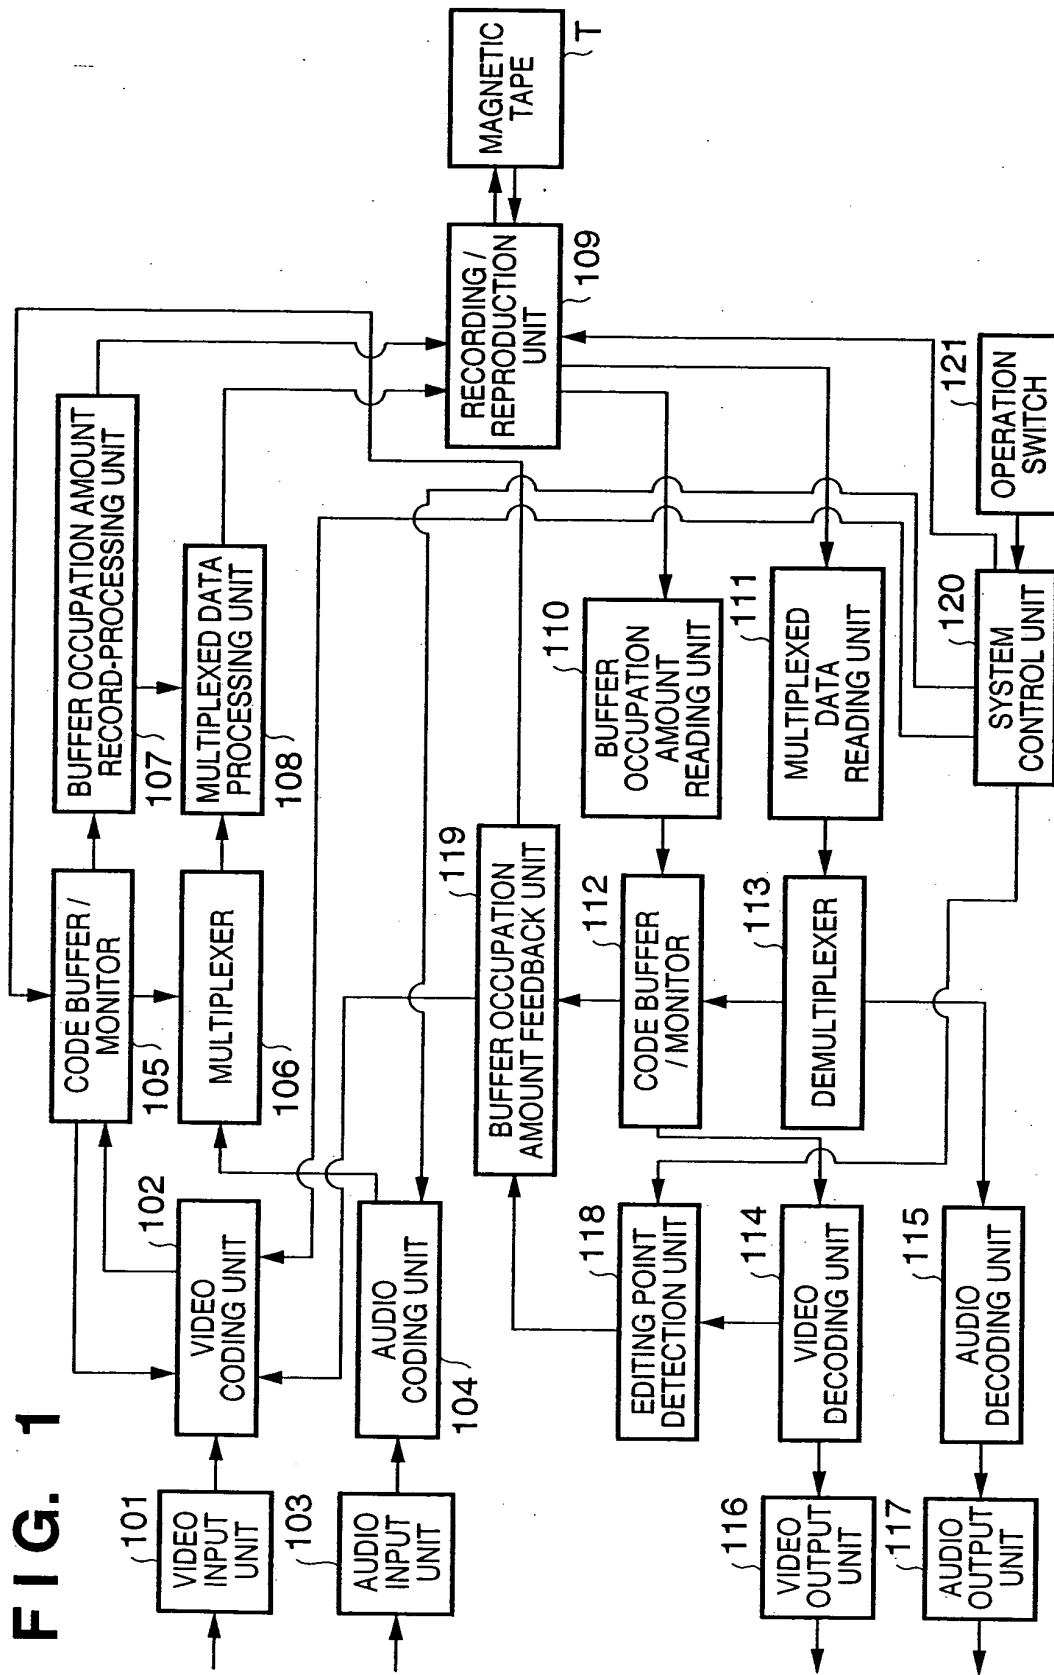 FIG. 1
101
VIDEO
INPUT
UNIT
103
AUDIO
INPUT
UNIT
102
VIDEO
CODING UNIT
AUDIO
CODING UNIT
104
CODE BUFFER /
MONITOR
105
MULTIPLEXER
106
BUFFER OCCUPATION AMOUNT
RECORD-PROCESSING UNIT
107
MULTIPLEXED DATA
PROCESSING UNIT
108
RECORDING /
REPRODUCTION
UNIT
109
MAGNETIC
TAPE
T
119
BUFFER OCCUPATION
AMOUNT FEEDBACK UNIT
110
BUFFER
OCCUPATION
AMOUNT
READING UNIT
111
MULTIPLEXED
DATA
READING UNIT
112
CODE BUFFER
/ MONITOR
113
DEMULTIPLEXER
118
EDITING POINT
DETECTION UNIT
114
VIDEO
DECODING UNIT
115
AUDIO
DECODING UNIT
116
VIDEO
OUTPUT
UNIT
117
AUDIO
OUTPUT
UNIT
120
SYSTEM
CONTROL UNIT
121
OPERATION
SWITCH